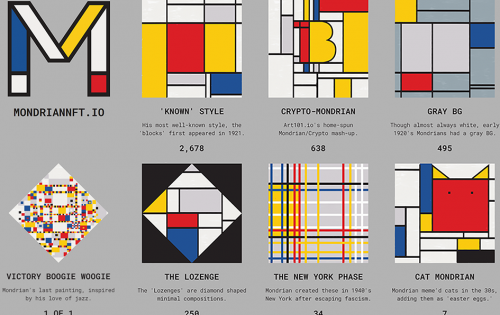 M
MONDRIANNFT.IO
'KNOWN' STYLE
His most well-known style, the
'blocks' first appeared in 1921.
2,678
B
CRYPTO-MONDRIAN
Art101.io's home-spun
Mondrian/Crypto mash-up.
638
GRAY BG
Though almost always white, early
1920's Mondrians had a gray BG.
495
VICTORY BOOGIE WOOGIE
Mondrian's last painting, inspired
by his love of jazz.
1 OF 1
THE LOZENGE
The 'Lozenges' are diamond shaped
minimal compositions.
250
THE NEW YORK PHASE
Mondrian created these in 1940's
New York after escaping fascism.
34
CAT MONDRIAN
Mondrian meme'd cats in the 30s,
adding them as 'easter eggs.'
7